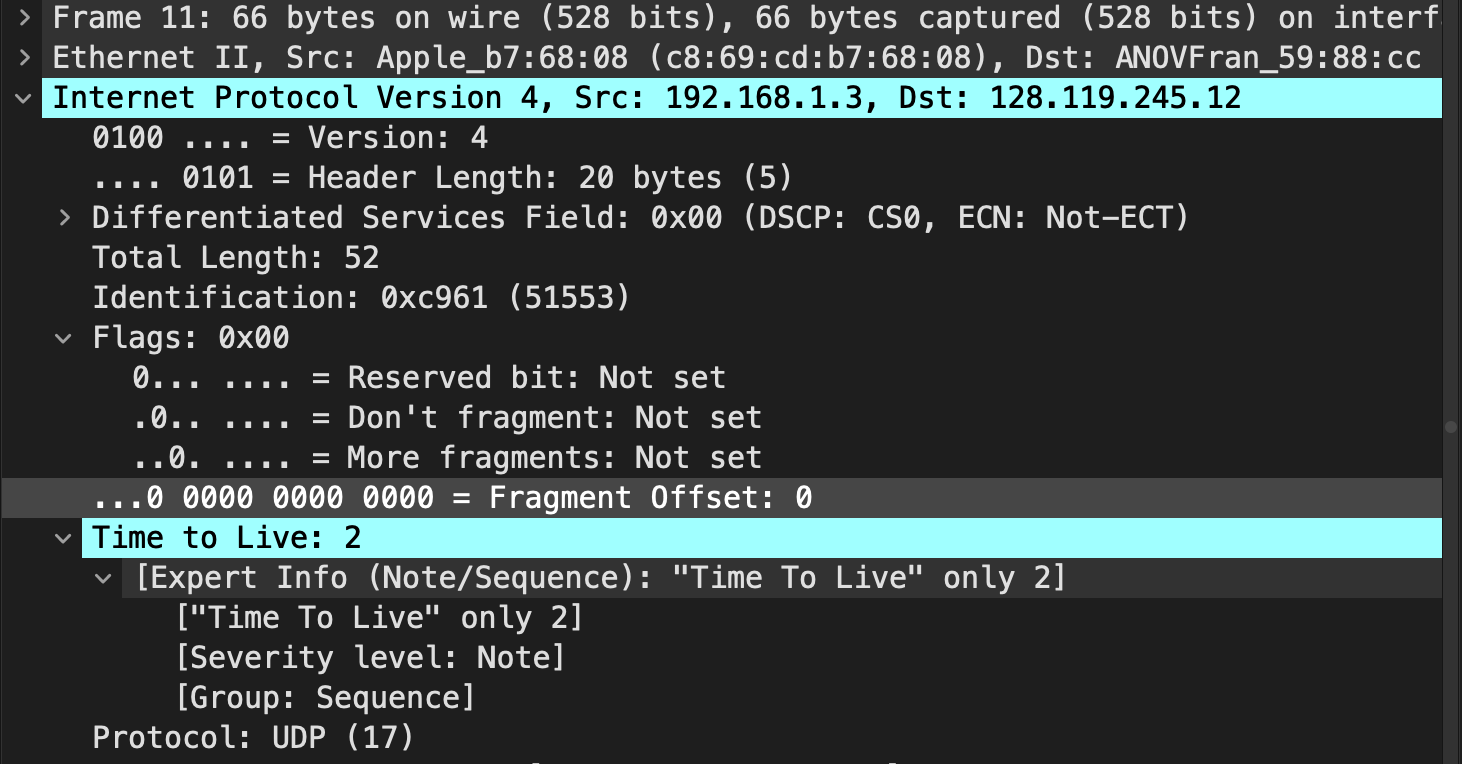 Frame 11: 66 bytes on wire (528 bits), 66 bytes captured (528 bits) on interf
Ethernet II, Src: Apple_b7:68:08 (c8:69:cd:b7:68:08), Dst: ANOVFran_59:88:cc
Internet Protocol Version 4, Src: 192.168.1.3, Dst: 128.119.245.12
0100 .... = Version: 4
.... 0101 = Header Length: 20 bytes (5)
Differentiated Services Field: 0x00 (DSCP: CS0, ECN: Not-ECT)
Total Length: 52
Identification: 0xc961 (51553)
Flags: 0x00
0... .... = Reserved bit: Not set
.0.. .... = Don't fragment: Not set
..0. .... = More fragments: Not set
...0 0000 0000 0000 = Fragment Offset: 0
Time to Live: 2
[Expert Info (Note/Sequence): "Time To Live" only 2]
["Time To Live" only 2]
[Severity level: Note]
[Group: Sequence]
Protocol: UDP (17)